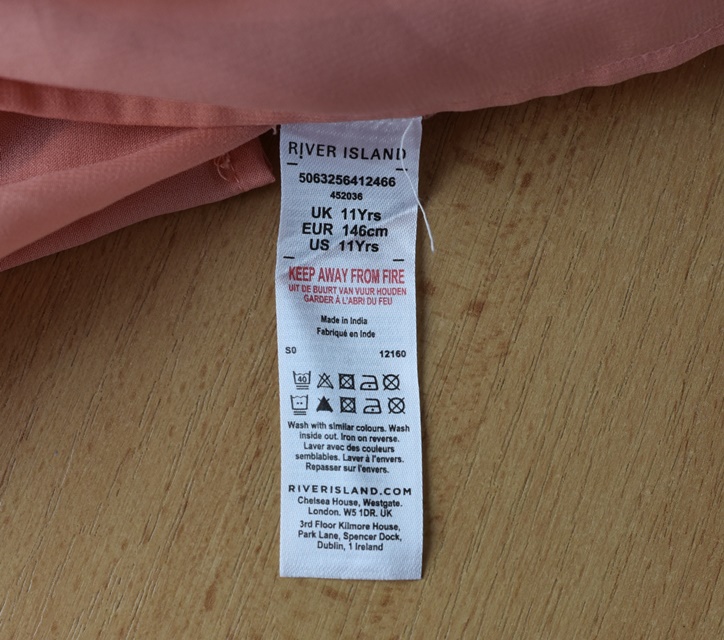 RIVER ISLAND
5063256412466
452036
UK 11Yrs
EUR 146cm
US 11Yrs
KEEP AWAY FROM FIRE
UIT DE BUURT VAN VUUR HOUDEN
GARDER À L'ABRI DU FEU
Made in India
Fabriqué en Inde
S0 12160
40
Wash with similar colours. Wash
inside out. Iron on reverse.
Laver avec des couleurs
semblables. Laver à l'envers.
Repasser sur l'envers.
RIVERISLAND.COM
Chelsea House, Westgate.
London. W5 1DR. UK
3rd Floor Kilmore House,
Park Lane, Spencer Dock,
Dublin, 1 Ireland